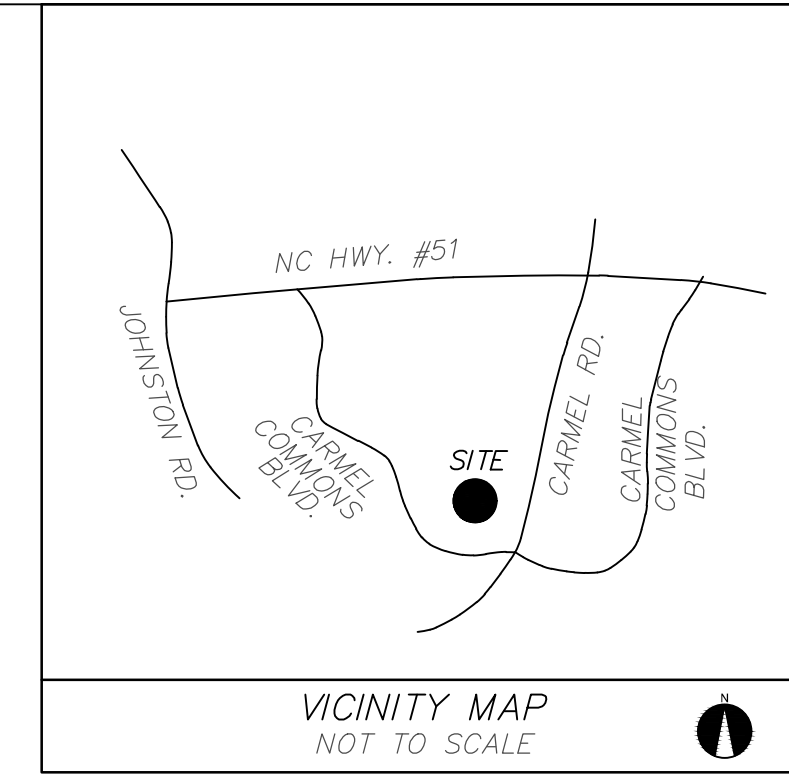 NC HWY. #51
JOHNSTON RD.
CARMEL
COMMONS
BLVD.
SITE
CARMEL RD.
CARMEL
COMMONS
BLVD.
VICINITY MAP
NOT TO SCALE
N